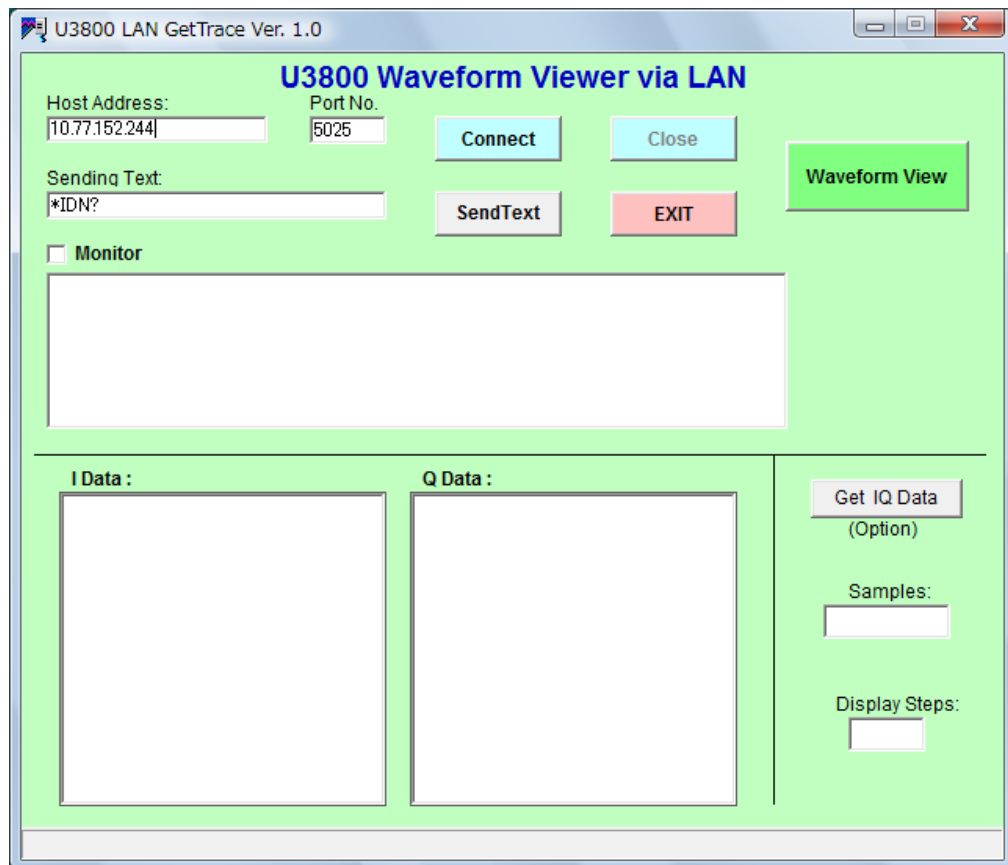 U3800 LAN GetTrace Ver. 1.0
U3800 Waveform Viewer via LAN
Host Address:
Port No.
10.77.152.244
5025
Connect
Close
Waveform View
Sending Text:
*IDN?
SendText
EXIT
Monitor
I Data :
Q Data :
Get IQ Data
(Option)
Samples:
Display Steps: